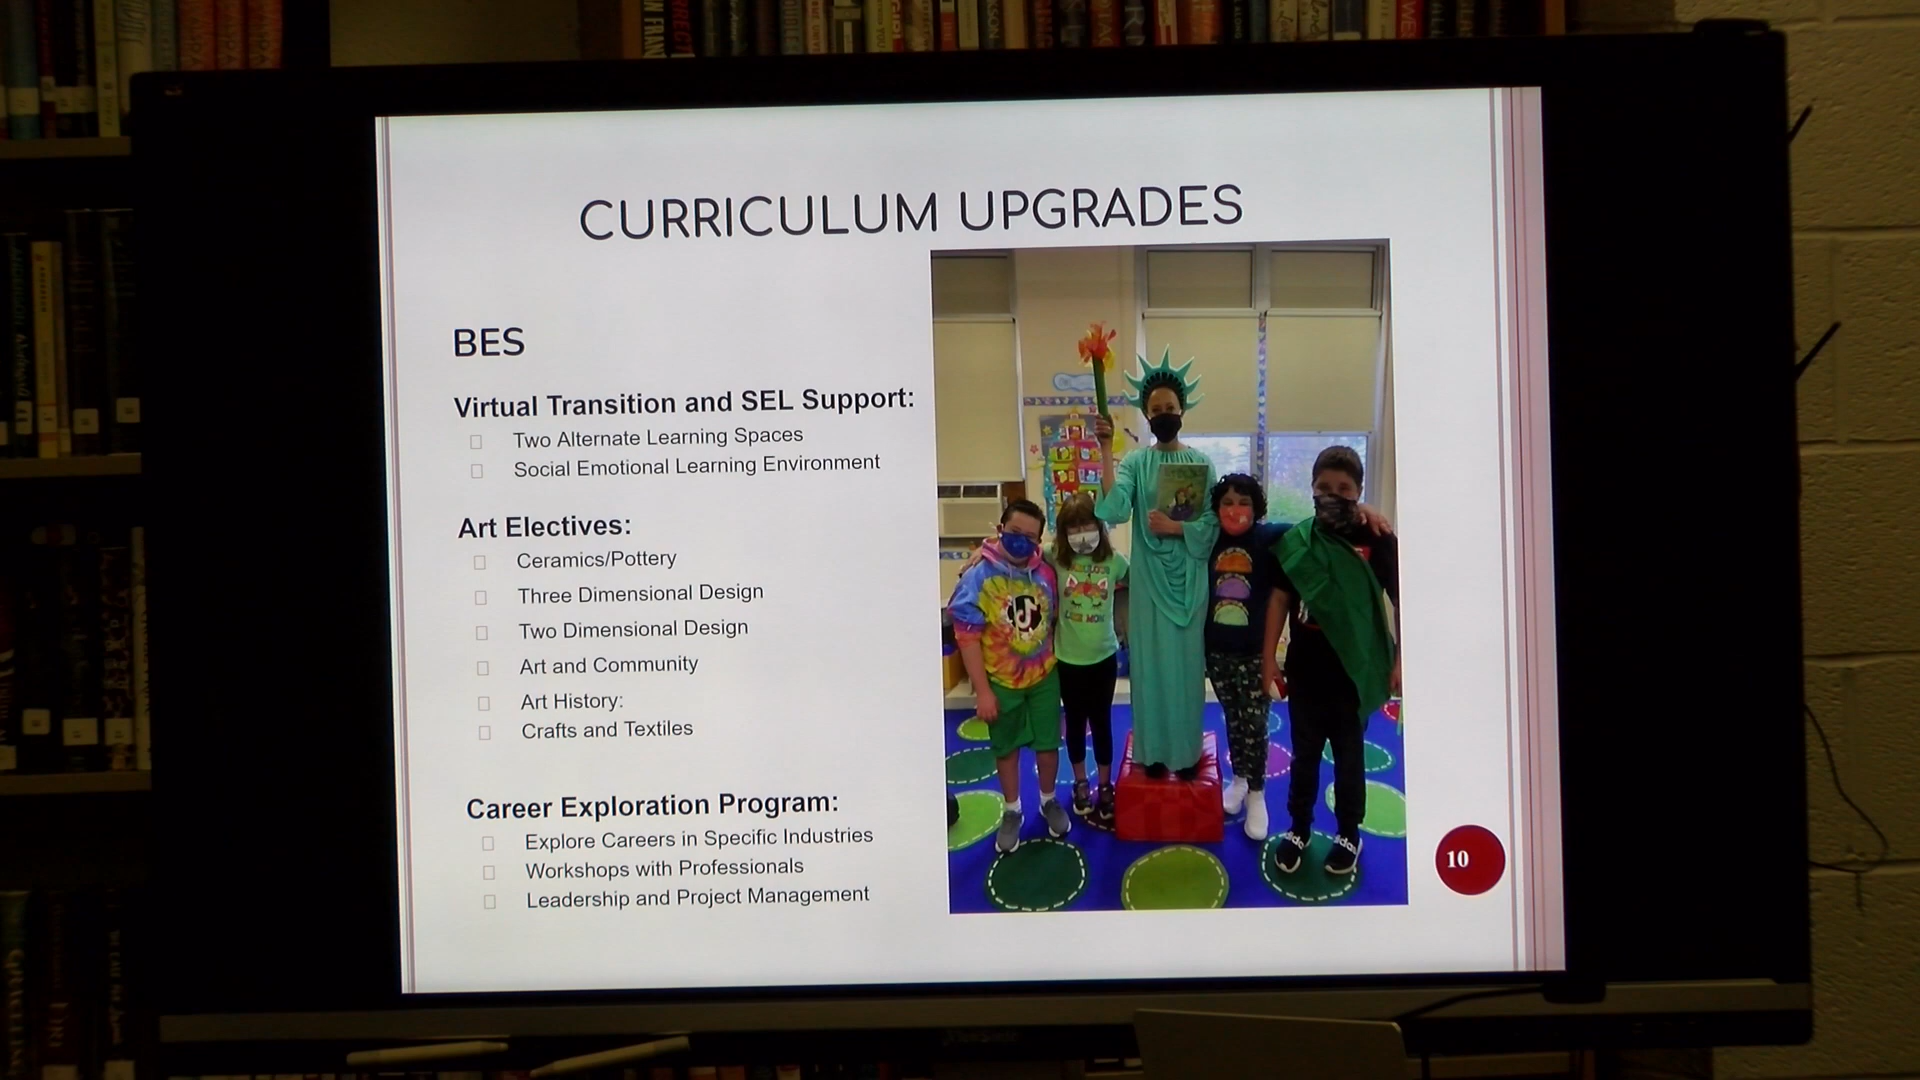 CURRICULUM UPGRADES
BES
Virtual Transition and SEL Support:
Two Alternate Learning Spaces
Social Emotional Learning Environment
Art Electives:
Ceramics/Pottery
Three Dimensional Design
Two Dimensional Design
Art and Community
Art History:
Crafts and Textiles
Career Exploration Program:
Explore Careers in Specific Industries
Workshops with Professionals
Leadership and Project Management
10